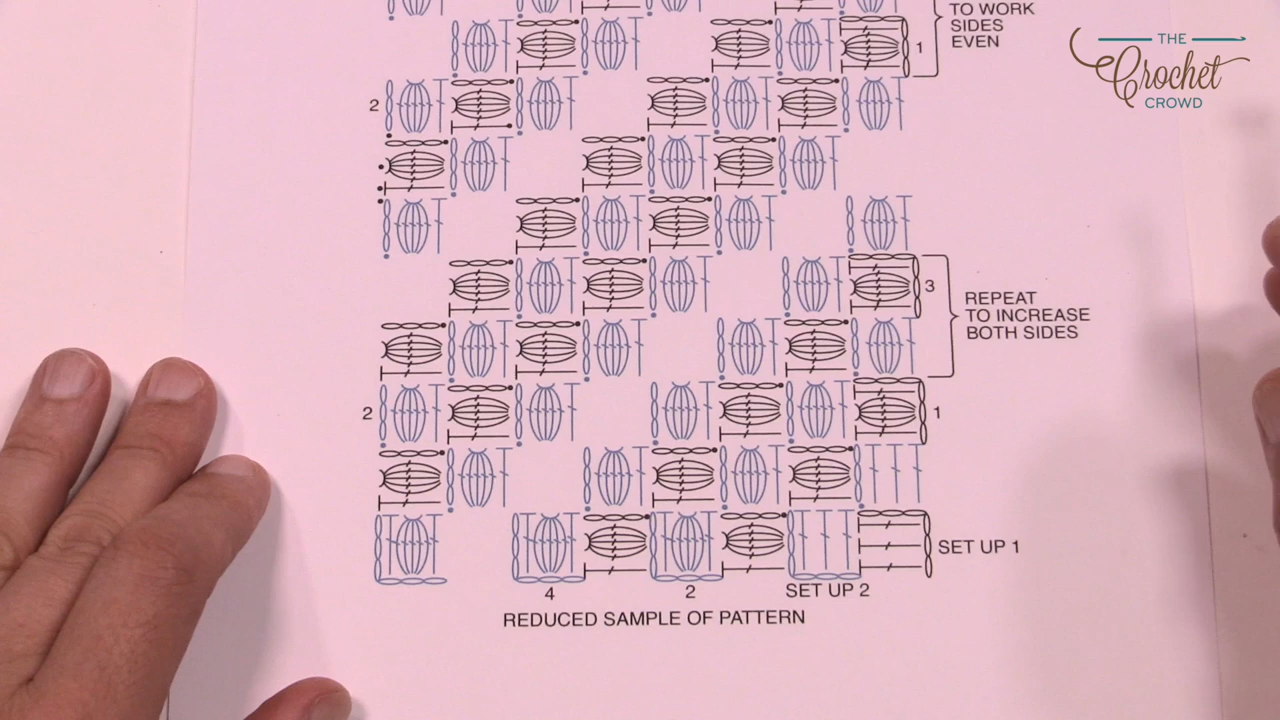 TO WORK
SIDES
EVEN
1
THE
Crochet
CROWD
2
3
REPEAT
TO INCREASE
BOTH SIDES
2
1
SET UP 1
4
2
SET UP 2
REDUCED SAMPLE OF PATTERN